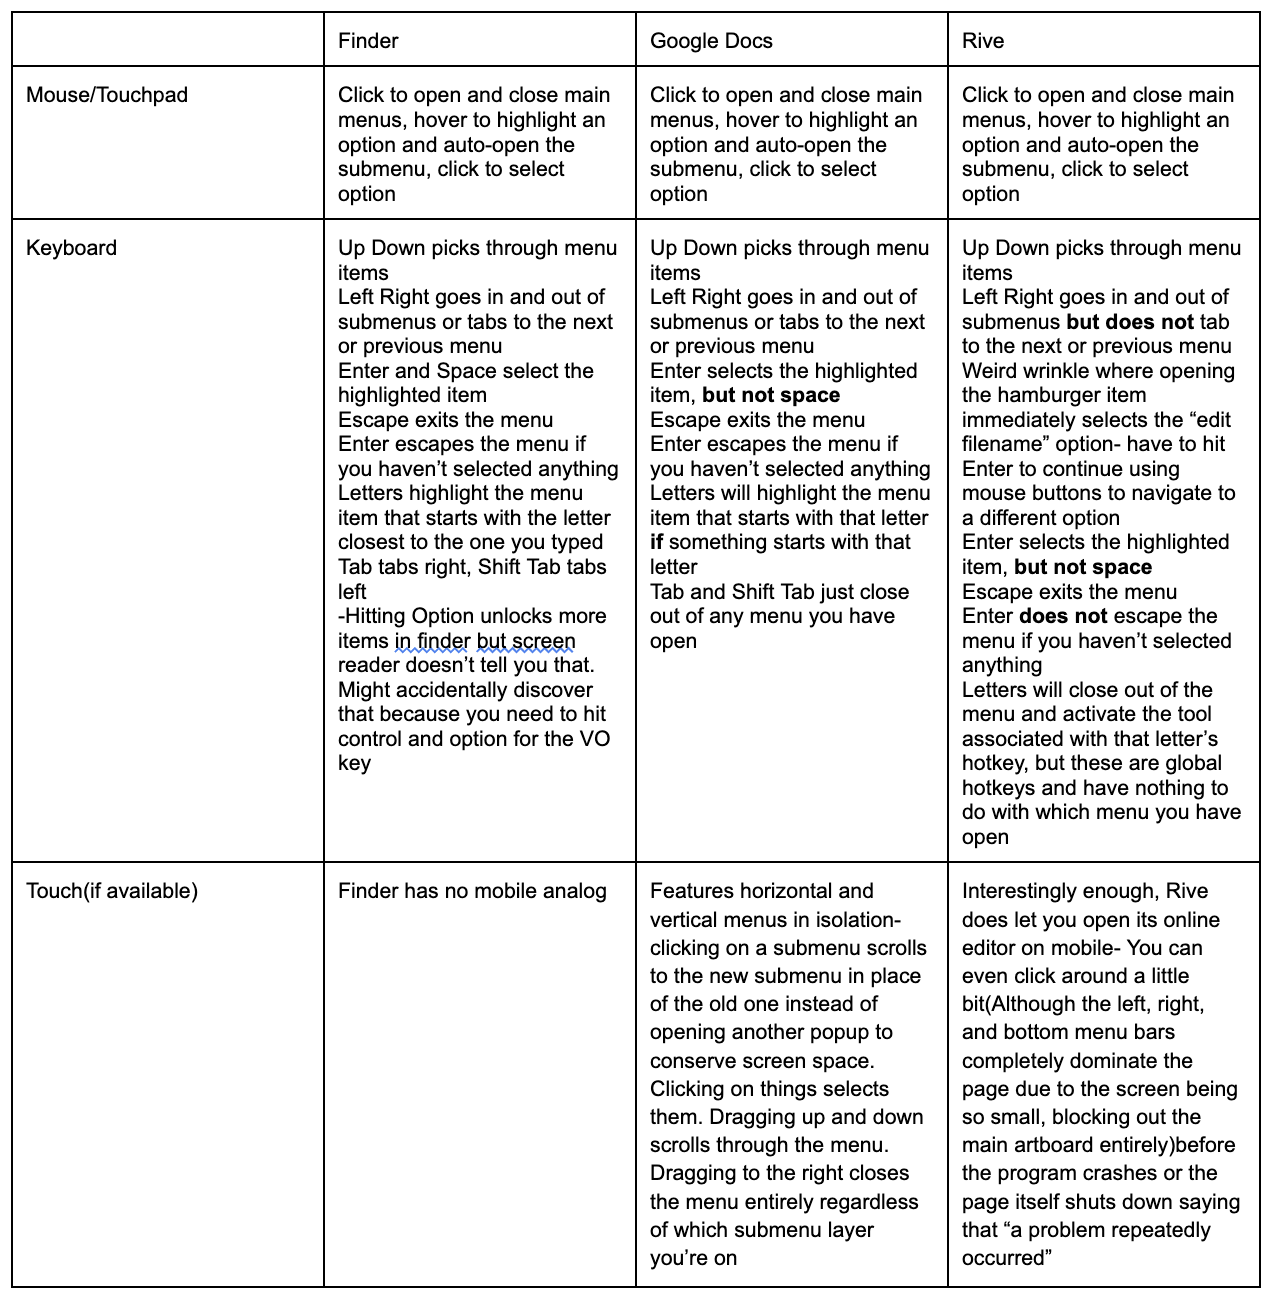 Finder
Google Docs
Rive
Mouse/Touchpad
Click to open and close main
menus, hover to highlight an
option and auto-open the
submenu, click to select
option
Click to open and close main
menus, hover to highlight an
option and auto-open the
submenu, click to select
option
Click to open and close main
menus, hover to highlight an
option and auto-open the
submenu, click to select
option
Keyboard
Up Down picks through menu
items
Left Right goes in and out of
submenus or tabs to the next
or previous menu
Enter and Space select the
highlighted item
Escape exits the menu
Enter escapes the menu if
you haven’t selected anything
Letters highlight the menu
item that starts with the letter
closest to the one you typed
Tab tabs right, Shift Tab tabs
left
-Hitting Option unlocks more
items in finder but screen
reader doesn’t tell you that.
Might accidentally discover
that because you need to hit
control and option for the VO
key
Up Down picks through menu
items
Left Right goes in and out of
submenus or tabs to the next
or previous menu
Enter selects the highlighted
item, but not space
Escape exits the menu
Enter escapes the menu if
you haven’t selected anything
Letters will highlight the menu
item that starts with that letter
if something starts with that
letter
Tab and Shift Tab just close
out of any menu you have
open
Up Down picks through menu
items
Left Right goes in and out of
submenus but does not tab
to the next or previous menu
Weird wrinkle where opening
the hamburger item
immediately selects the “edit
filename” option- have to hit
Enter to continue using
mouse buttons to navigate to
a different option
Enter selects the highlighted
item, but not space
Escape exits the menu
Enter does not escape the
menu if you haven’t selected
anything
Letters will close out of the
menu and activate the tool
associated with that letter’s
hotkey, but these are global
hotkeys and have nothing to
do with which menu you have
open
Touch(if available)
Finder has no mobile analog
Features horizontal and
vertical menus in isolation-
clicking on a submenu scrolls
to the new submenu in place
of the old one instead of
opening another popup to
conserve screen space.
Clicking on things selects
them. Dragging up and down
scrolls through the menu.
Dragging to the right closes
the menu entirely regardless
of which submenu layer
you’re on
Interestingly enough, Rive
does let you open its online
editor on mobile- You can
even click around a little
bit(Although the left, right,
and bottom menu bars
completely dominate the
page due to the screen being
so small, blocking out the
main artboard entirely)before
the program crashes or the
page itself shuts down saying
that “a problem repeatedly
occurred”